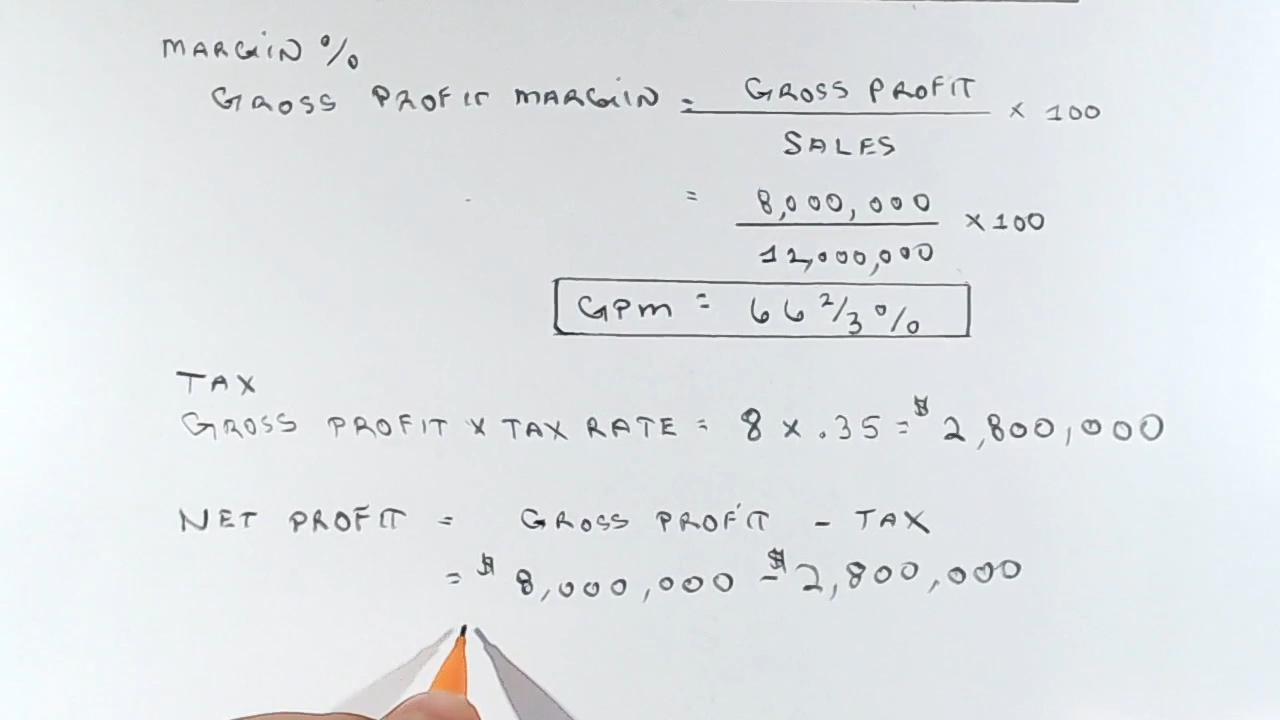 MARGIN %
GROSS PROFIT MARGIN = GROSS PROFIT / SALES × 100
= 8,000,000 / 12,000,000 × 100
GPM = 66 2/3 %
TAX
GROSS PROFIT × TAX RATE = 8 × .35 = $2,800,000
NET PROFIT = GROSS PROFIT - TAX
= $8,000,000 - $2,800,000